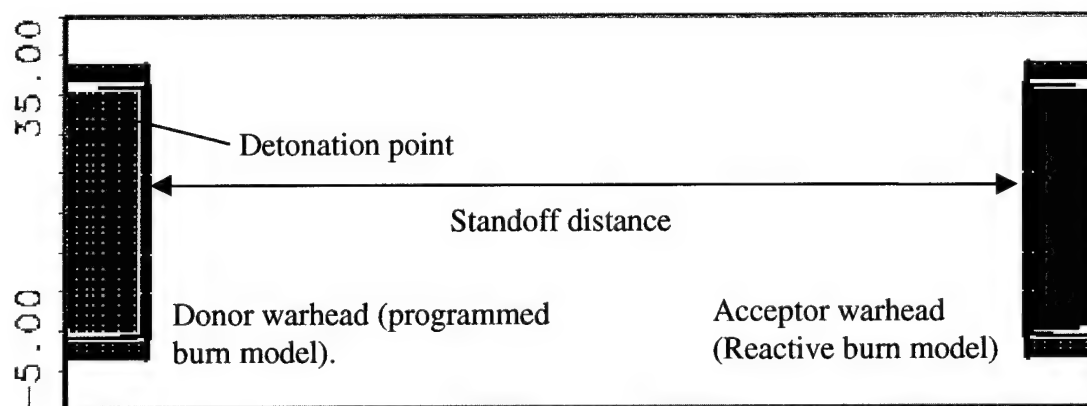 35.00
Detonation point
Standoff distance
Donor warhead (programmed
burn model).
Acceptor warhead
(Reactive burn model)
-5.00